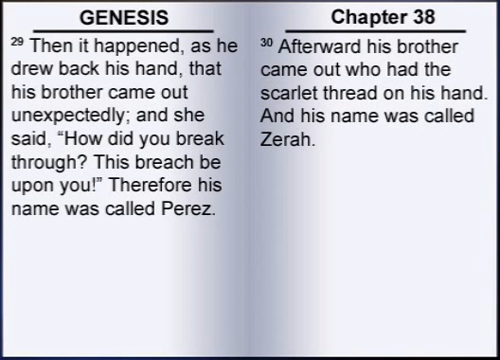 GENESIS
29 Then it happened, as he
drew back his hand, that
his brother came out
unexpectedly; and she
said, “How did you break
through? This breach be
upon you!” Therefore his
name was called Perez.
Chapter 38
30 Afterward his brother
came out who had the
scarlet thread on his hand.
And his name was called
Zerah.